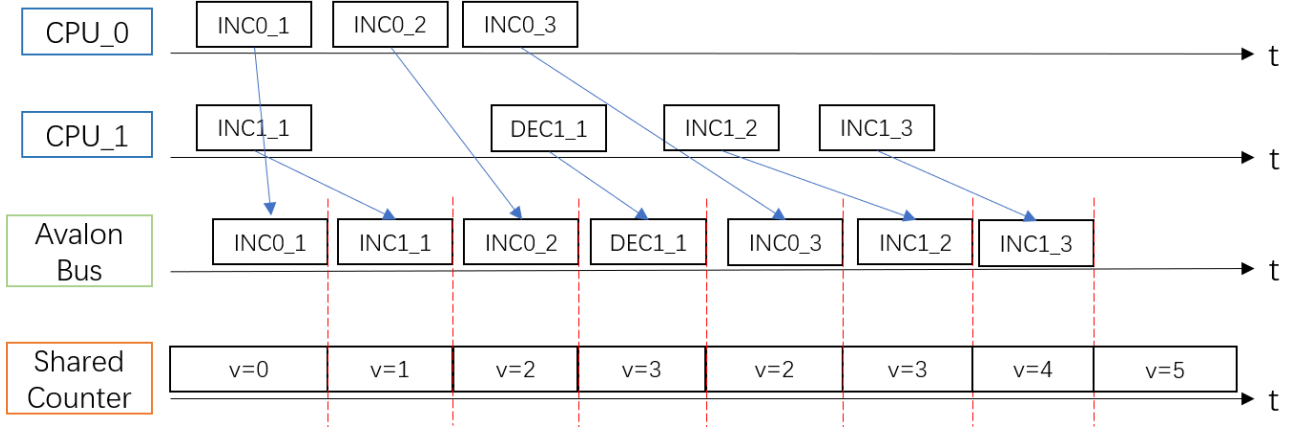 CPU_0
INC0_1
INC0_2
INC0_3
t
CPU_1
INC1_1
DEC1_1
INC1_2
INC1_3
t
Avalon
Bus
INC0_1
INC1_1
INC0_2
DEC1_1
INC0_3
INC1_2
INC1_3
t
Shared
Counter
v=0
v=1
v=2
v=3
v=2
v=3
v=4
v=5
t